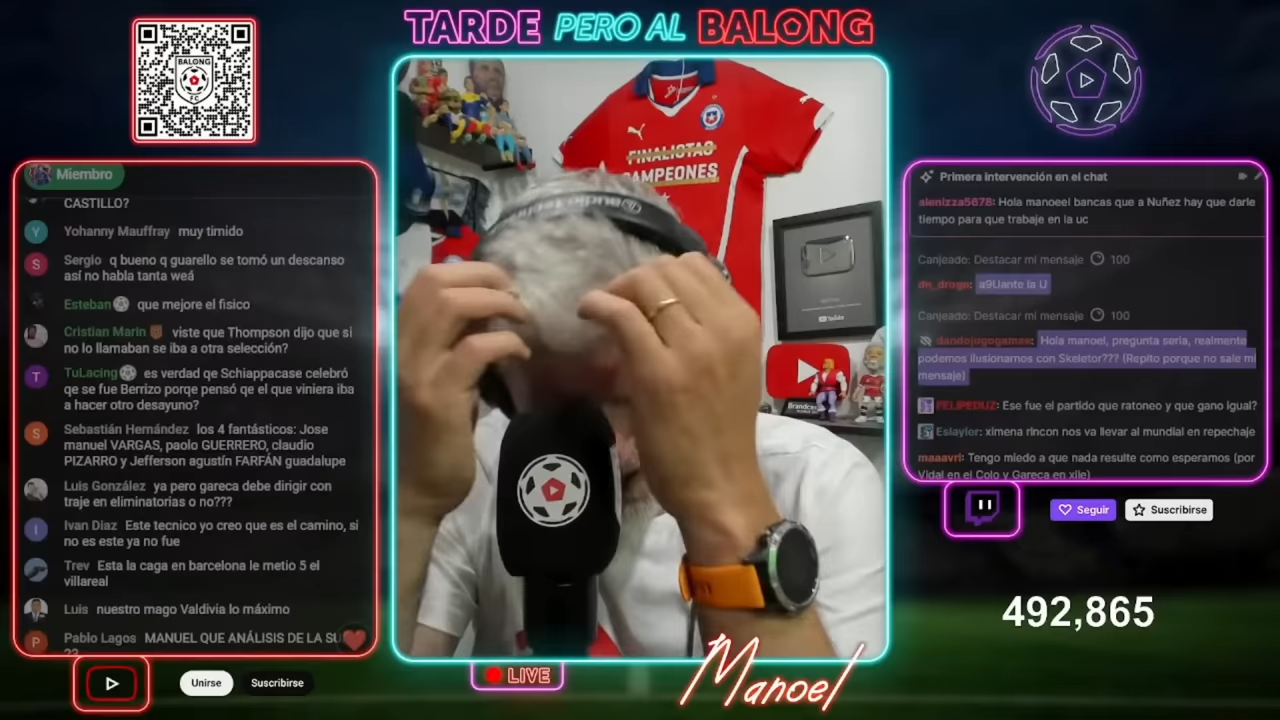 TARDE PERO AL BALONG
BALONG
FC
Miembro
CASTILLO?
Yohanny Mauffray muy timido
Sergio q bueno q guarello se tomó un descanso
así no habla tanta weá
Esteban que mejore el fisico
Cristian Marin viste que Thompson dijo que si
no lo llamaban se iba a otra selección?
TuLacing es verdad qe Schiappacase celebró
qe se fue Berrizo porqe pensó qe el que viniera iba
a hacer otro desayuno?
Sebastián Hernández los 4 fantásticos: Jose
manuel VARGAS, paolo GUERRERO, claudio
PIZARRO y Jefferson agustín FARFÁN guadalupe
Luis González ya pero gareca debe dirigir con
traje en eliminatorias o no???
Ivan Diaz Este tecnico yo creo que es el camino, si
no es este ya no fue
Trev Esta la caga en barcelona le metio 5 el
villareal
Luis nuestro mago Valdivia lo máximo
Pablo Lagos MANUEL QUE ANÁLISIS DE LA SU
Unirse
Suscribirse
FINALISTAO
CAMPEONES
audio-technica
YouTube
LIVE
Manoel
Primera intervención en el chat
alenizza5678: Hola manoeel bancas que a Nuñez hay que darle
tiempo para que trabaje en la uc
Canjeado: Destacar mi mensaje 100
dn_drogo: a9Uante la U
Canjeado: Destacar mi mensaje 100
dandojugogamex: Hola manoel, pregunta seria, realmente
podemos ilusionarnos con Skeletor??? (Repito porque no sale mi
mensaje)
FELIPEDUZ: Ese fue el partido que ratoneo y que gano igual?
Eslayler: ximena rincon nos va llevar al mundial en repechaje
maaavri: Tengo miedo a que nada resulte como esperamos (por
Vidal en el Colo y Gareca en xile)
Seguir
Suscribirse
492,865